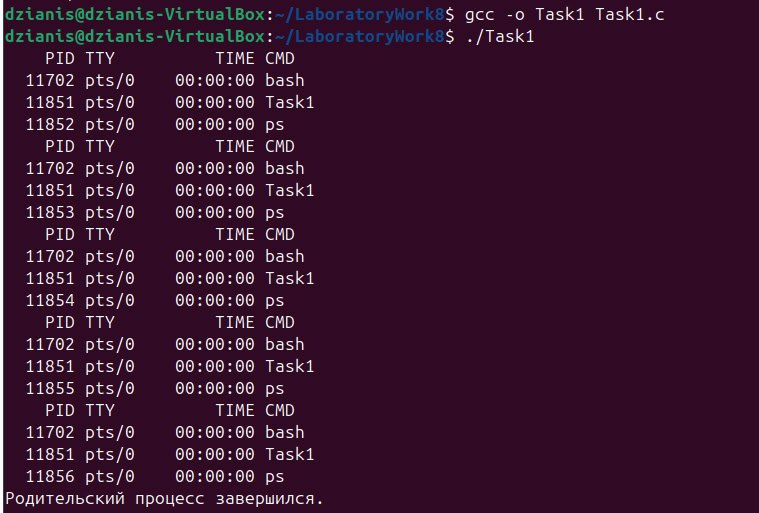 dzianis@dzianis-VirtualBox:~/LaboratoryWork8$ gcc -o Task1 Task1.c
dzianis@dzianis-VirtualBox:~/LaboratoryWork8$ ./Task1
    PID TTY          TIME CMD
  11702 pts/0    00:00:00 bash
  11851 pts/0    00:00:00 Task1
  11852 pts/0    00:00:00 ps
    PID TTY          TIME CMD
  11702 pts/0    00:00:00 bash
  11851 pts/0    00:00:00 Task1
  11853 pts/0    00:00:00 ps
    PID TTY          TIME CMD
  11702 pts/0    00:00:00 bash
  11851 pts/0    00:00:00 Task1
  11854 pts/0    00:00:00 ps
    PID TTY          TIME CMD
  11702 pts/0    00:00:00 bash
  11851 pts/0    00:00:00 Task1
  11855 pts/0    00:00:00 ps
    PID TTY          TIME CMD
  11702 pts/0    00:00:00 bash
  11851 pts/0    00:00:00 Task1
  11856 pts/0    00:00:00 ps
Родительский процесс завершился.